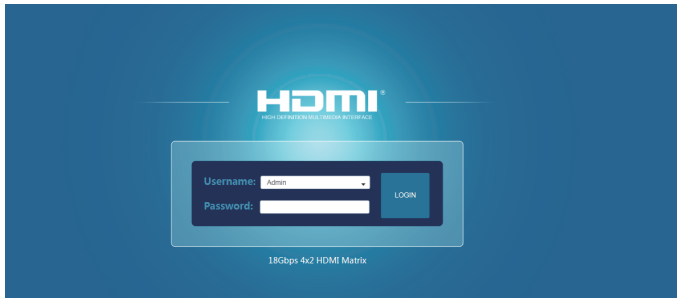 HDMI®
HIGH DEFINITION MULTIMEDIA INTERFACE
Username: Admin
Password:
LOGIN
18Gbps 4x2 HDMI Matrix